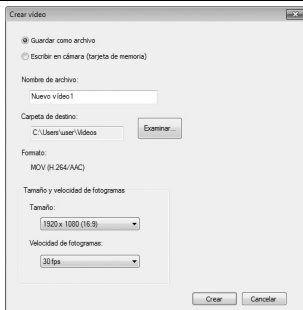 Crear vídeo
Guardar como archivo
Escribir en cámara (tarjeta de memoria)
Nombre de archivo:
Nuevo vídeo1
Carpeta de destino:
C:\Users\user\Videos
Examinar...
Formato:
MOV (H.264/AAC)
Tamaño y velocidad de fotogramas
Tamaño:
1920 x 1080 (16:9)
Velocidad de fotogramas:
30 fps
Crear
Cancelar